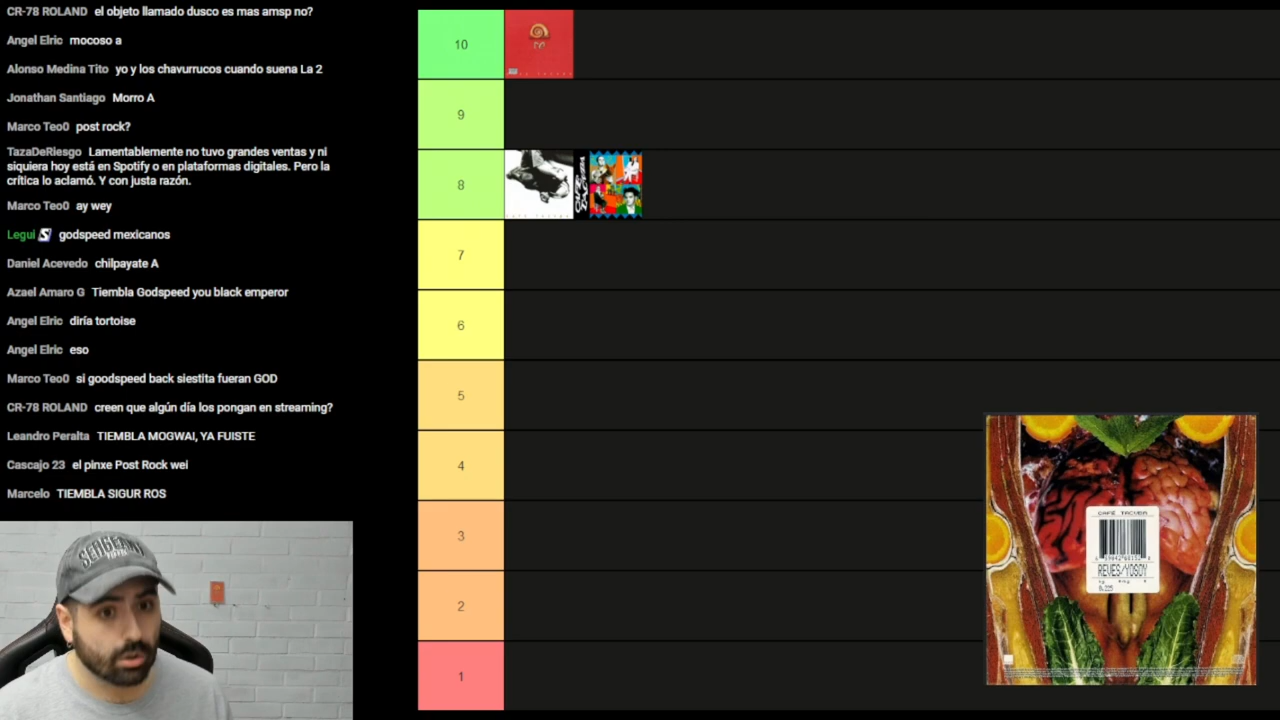 CR-78 ROLAND el objeto llamado dusco es mas amsp no?
Angel Elric mocoso a
Alonso Medina Tito yo y los chavurrucos cuando suena La 2
Jonathan Santiago Morro A
Marco Teo0 post rock?
TazaDeRiesgo Lamentablemente no tuvo grandes ventas y ni
siquiera hoy está en Spotify o en plataformas digitales. Pero la
crítica lo aclamó. Y con justa razón.
Marco Teo0 ay wey
Legui S godspeed mexicanos
Daniel Acevedo chilpayate A
Azael Amaro G Tiembla Godspeed you black emperor
Angel Elric diría tortoise
Angel Elric eso
Marco Teo0 si goodspeed back siestita fueran GOD
CR-78 ROLAND creen que algún día los pongan en streaming?
Leandro Peralta TIEMBLA MOGWAI, YA FUISTE
Cascajo 23 el pinxe Post Rock wei
Marcelo TIEMBLA SIGUR ROS
10
9
8
CAFE TACUBA
7
6
5
4
3
2
1
CAFÉ TACUBA
REVES/YOSOY